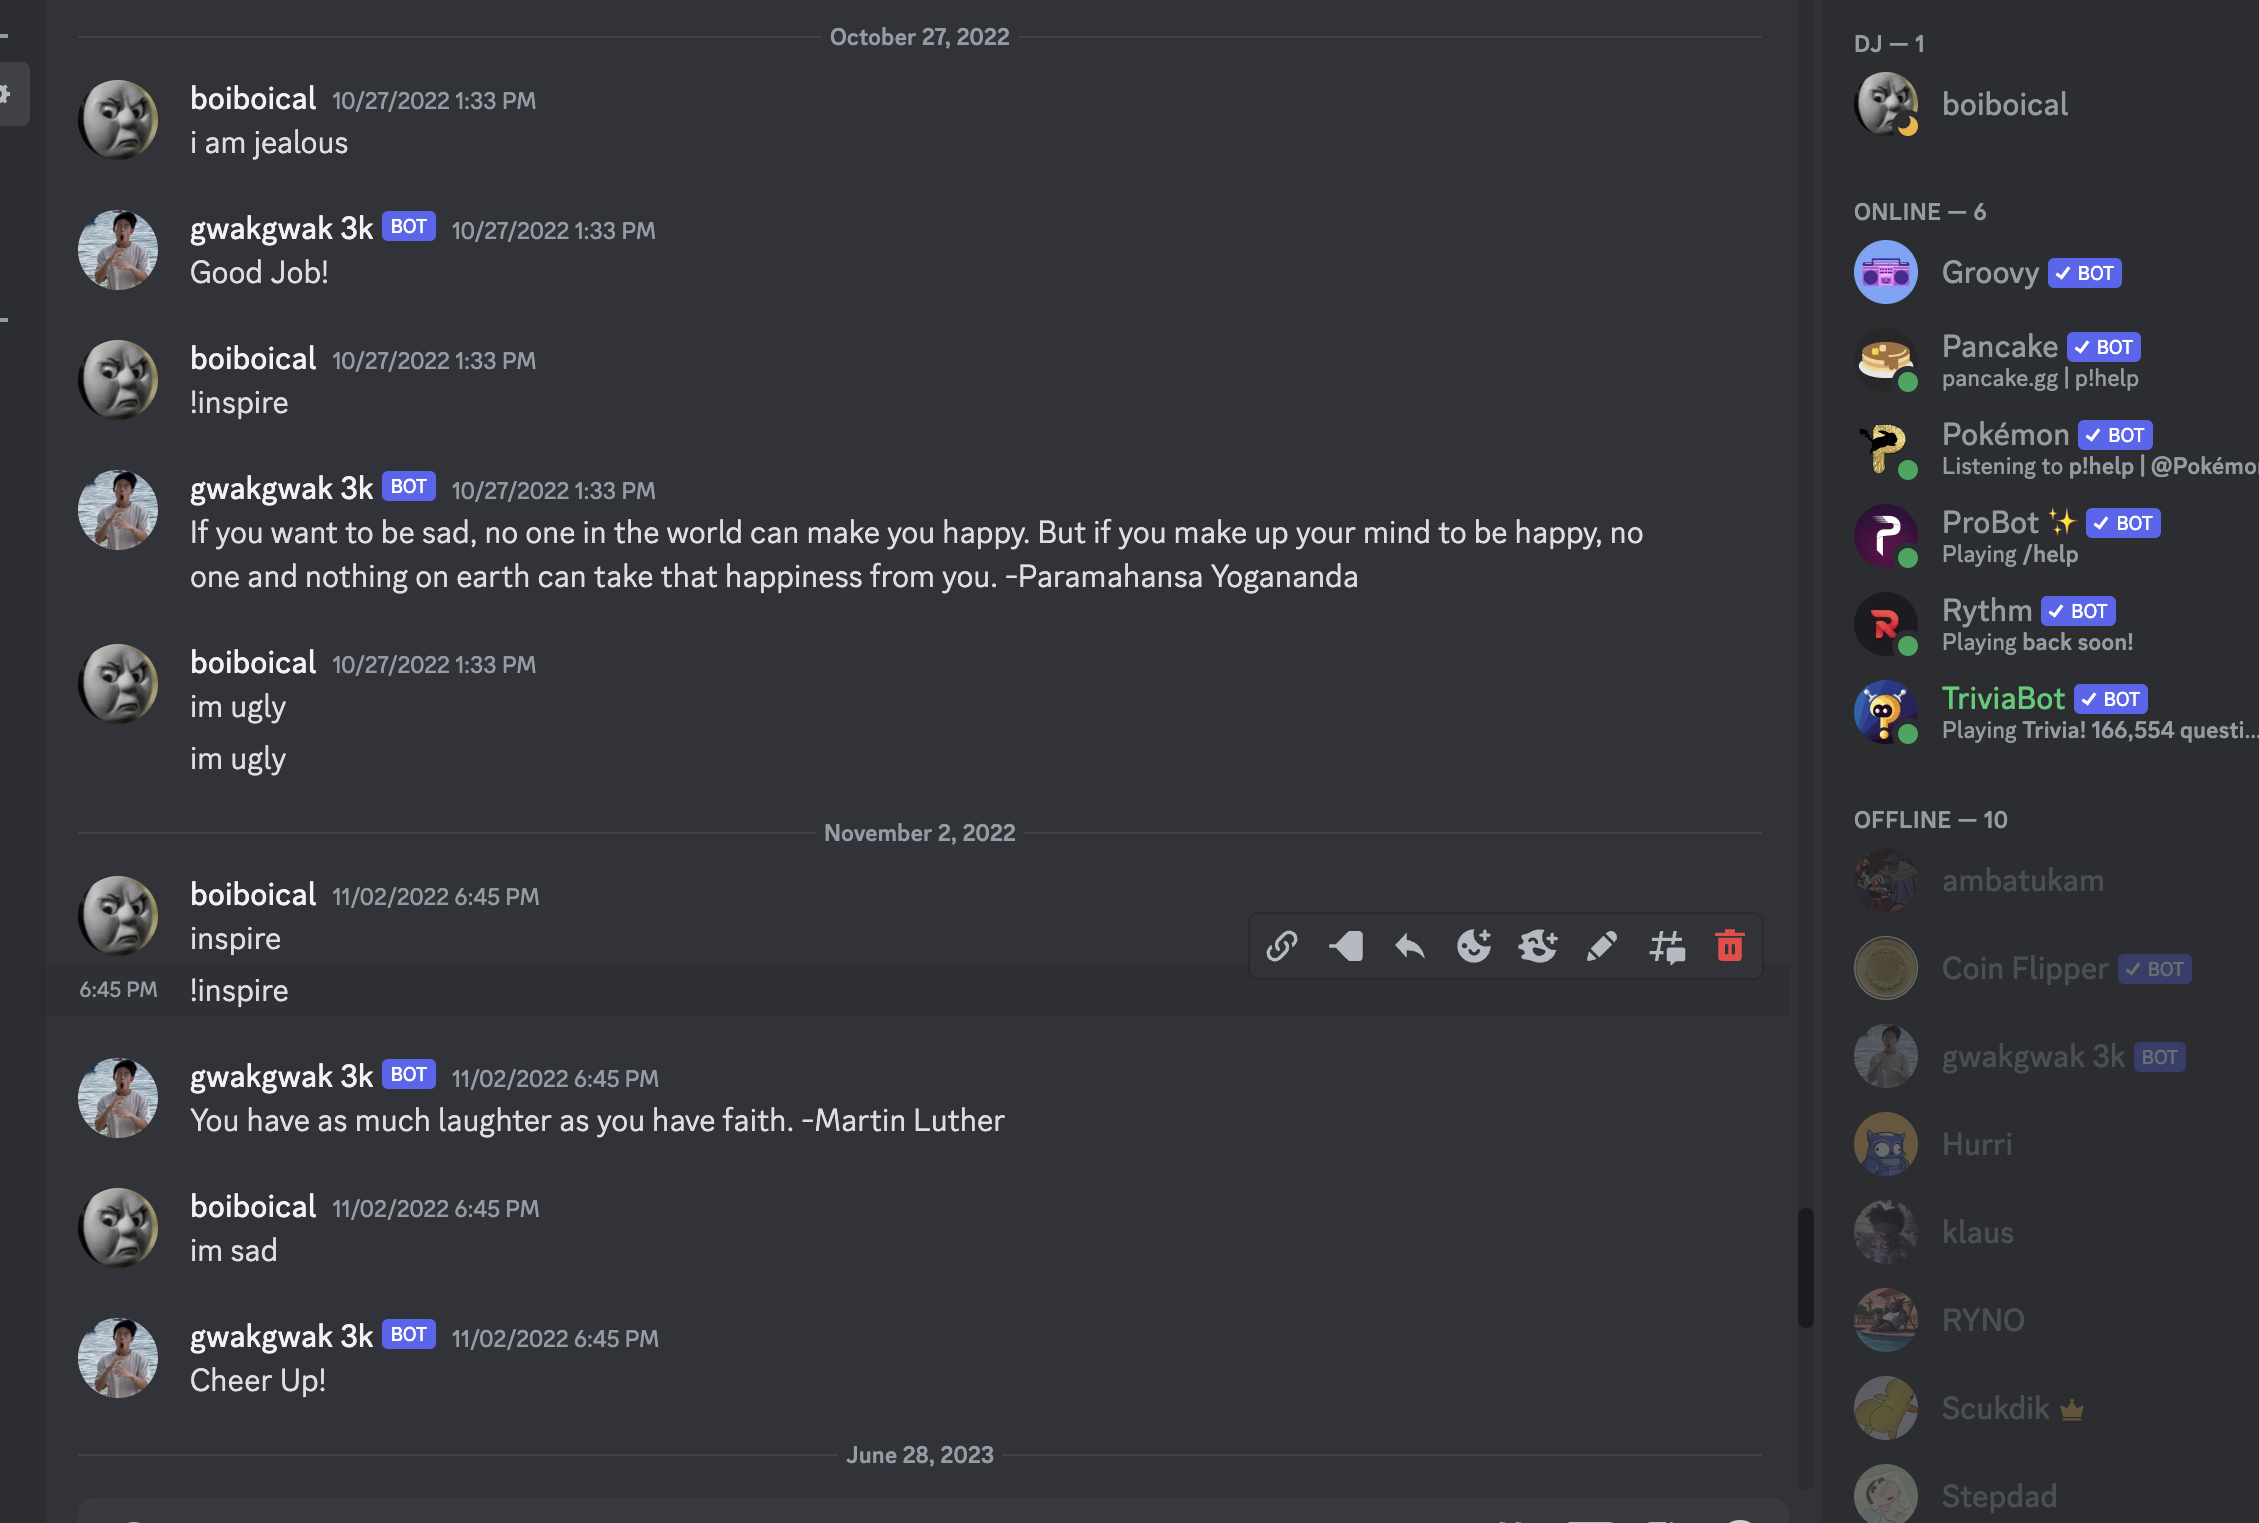 October 27, 2022
boiboical 10/27/2022 1:33 PM
i am jealous
gwakgwak 3k BOT 10/27/2022 1:33 PM
Good Job!
boiboical 10/27/2022 1:33 PM
!inspire
gwakgwak 3k BOT 10/27/2022 1:33 PM
If you want to be sad, no one in the world can make you happy. But if you make up your mind to be happy, no
one and nothing on earth can take that happiness from you. -Paramahansa Yogananda
boiboical 10/27/2022 1:33 PM
im ugly
im ugly
November 2, 2022
boiboical 11/02/2022 6:45 PM
inspire
6:45 PM !inspire
gwakgwak 3k BOT 11/02/2022 6:45 PM
You have as much laughter as you have faith. -Martin Luther
boiboical 11/02/2022 6:45 PM
im sad
gwakgwak 3k BOT 11/02/2022 6:45 PM
Cheer Up!
June 28, 2023
DJ — 1
boiboical
ONLINE — 6
Groovy BOT
Pancake BOT
pancake.gg | p!help
Pokémon BOT
Listening to p!help | @Pokémo
ProBot ✨ BOT
Playing /help
Rythm BOT
Playing back soon!
TriviaBot BOT
Playing Trivia! 166,554 questi...
OFFLINE — 10
ambatukam
Coin Flipper BOT
gwakgwak 3k BOT
Hurri
klaus
RYNO
Scukdik
Stepdad